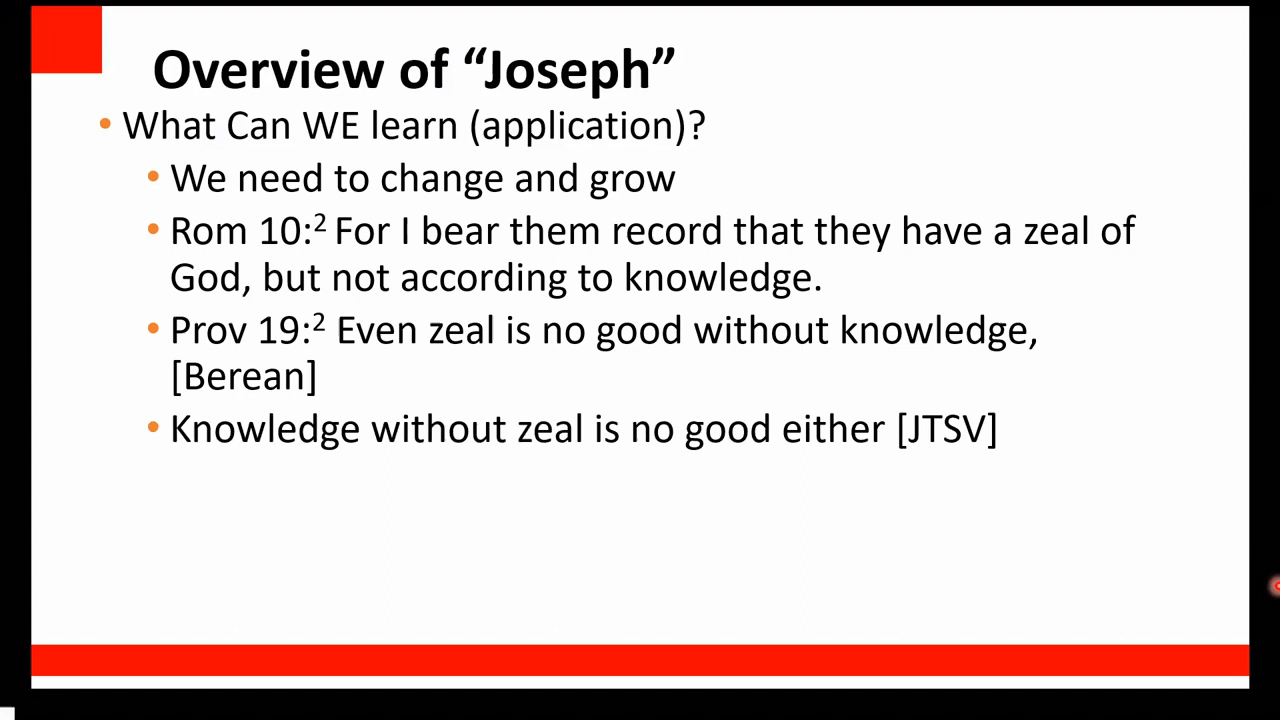 Overview of “Joseph”
• What Can WE learn (application)?
• We need to change and grow
• Rom 10:² For I bear them record that they have a zeal of
God, but not according to knowledge.
• Prov 19:² Even zeal is no good without knowledge,
[Berean]
• Knowledge without zeal is no good either [JTSV]